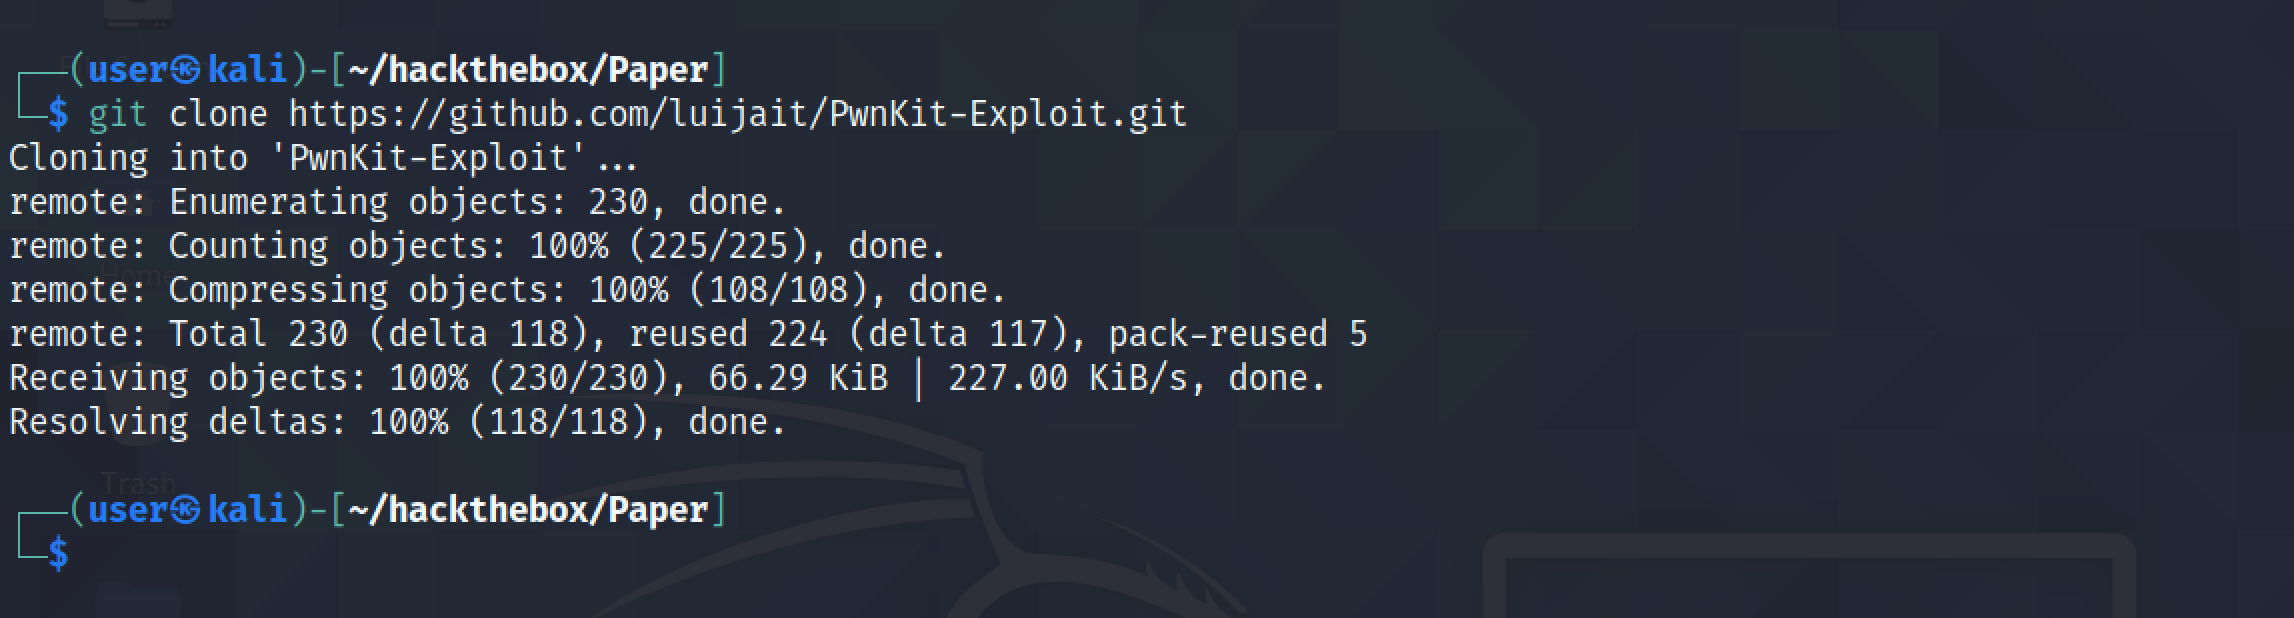 ┌──(user㉿kali)-[~/hackthebox/Paper]
└─$ git clone https://github.com/luijait/PwnKit-Exploit.git
Cloning into 'PwnKit-Exploit'...
remote: Enumerating objects: 230, done.
remote: Counting objects: 100% (225/225), done.
remote: Compressing objects: 100% (108/108), done.
remote: Total 230 (delta 118), reused 224 (delta 117), pack-reused 5
Receiving objects: 100% (230/230), 66.29 KiB | 227.00 KiB/s, done.
Resolving deltas: 100% (118/118), done.
Home
Trash
┌──(user㉿kali)-[~/hackthebox/Paper]
└─$